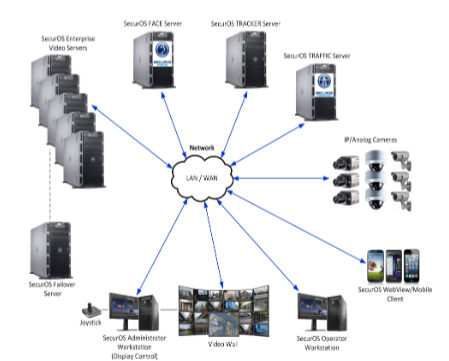 SecurOS FACE Server
SecurOS TRACKER Server
SecurOS Enterprise
Video Servers
SecurOS TRAFFIC Server
IP/Analog Cameras
Network
LAN / WAN
SecurOS Failover
Server
SecurOS WebView/Mobile
Client
Joystick
SecurOS Administrator
Workstation
(Display Control)
Video Wall
SecurOS Operator
Workstation